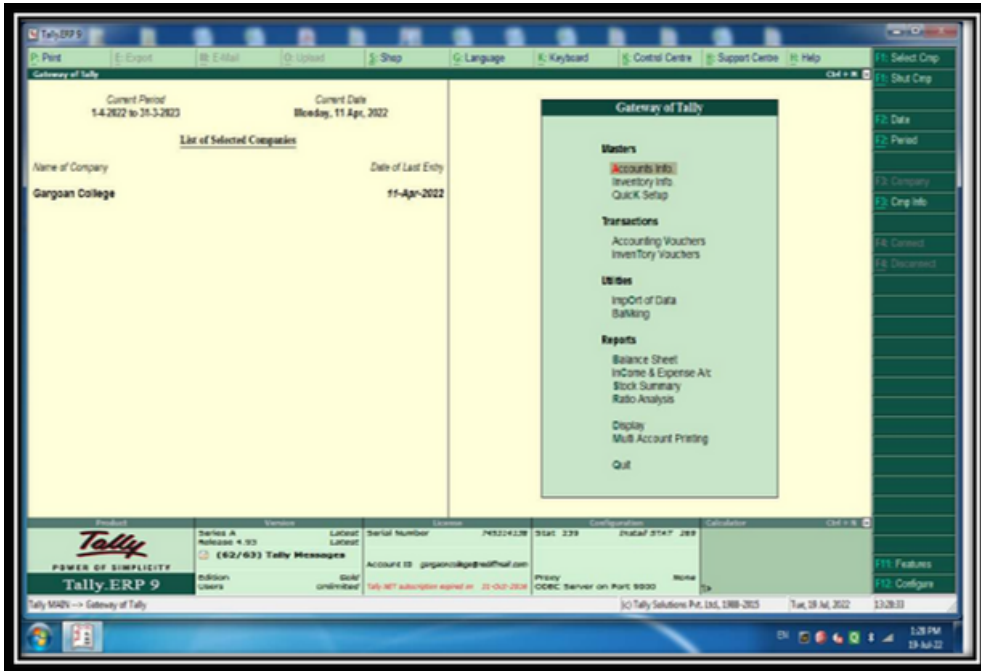 Tally.ERP 9
P: Print E: Export M: E-Mail O: Upload S: Shop G: Language K: Keyboard K: Control Centre H: Support Centre H: Help
F1: Select Cmp
Gateway of Tally Ctrl + M
F1: Shut Cmp
Current Period Current Date
1-4-2022 to 31-3-2023 Monday, 11 Apr, 2022
List of Selected Companies
Name of Company Date of Last Entry
Gargoan College 11-Apr-2022
Gateway of Tally
Masters
Accounts Info.
Inventory Info.
QuicK Setup
Transactions
Accounting Vouchers
InvenTory Vouchers
Utilities
ImpOrt of Data
BaNking
Reports
Balance Sheet
InCome & Expense A/c
Stock Summary
Ratio Analysis
Display
Multi Account Printing
Quit
F2: Date
F2: Period
F3: Company
F3: Cmp Info
F4: Connect
F4: Disconnect
F11: Features
F12: Configure
Product Version License Configuration Calculator Ctrl + N
Tally
POWER OF SIMPLICITY
Tally.ERP 9
Series A Latest
Release 4.93 Latest
(62/63) Tally Messages
Edition Gold
Users Unlimited
Serial Number
Account ID
Tally.NET subscription expired on
Proxy None
ODBC Server on Port 9000
Tally MAIN --> Gateway of Tally (c) Tally Solutions Pvt. Ltd., 1988-2015 Tue, 19 Jul, 2022 13:28:33
EN
1:28 PM
19-Jul-22